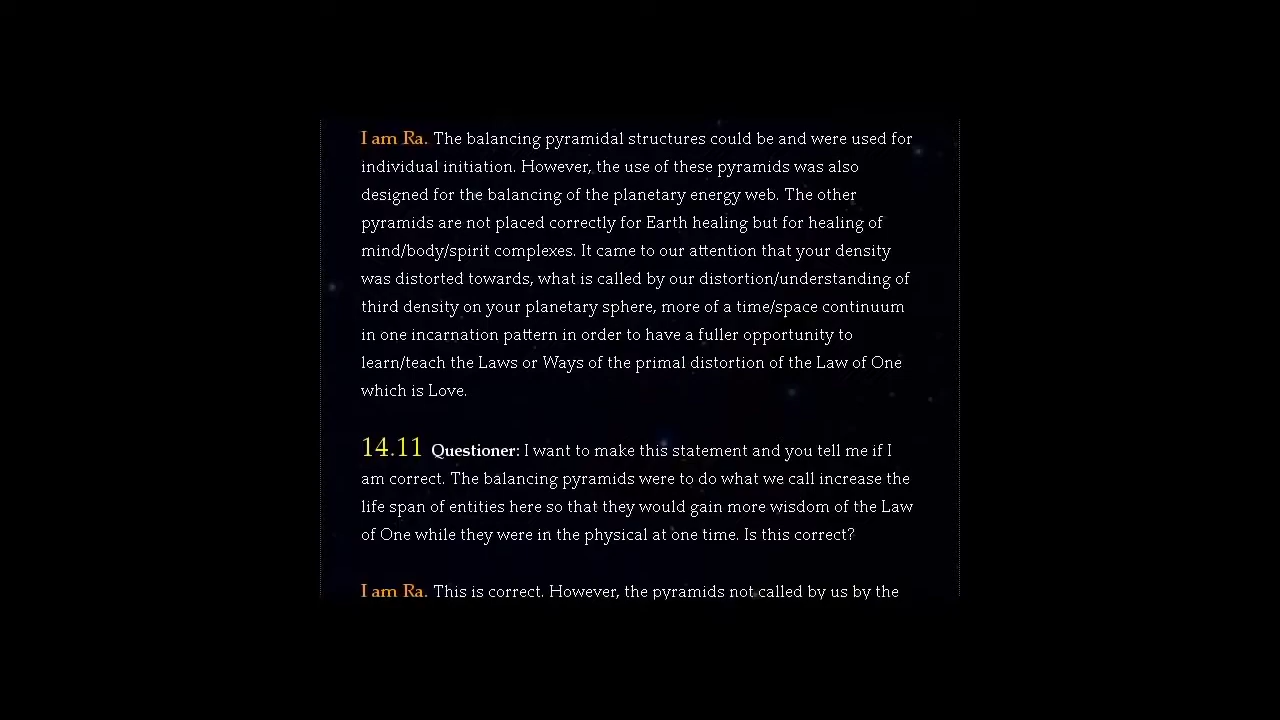 I am Ra. The balancing pyramidal structures could be and were used for
individual initiation. However, the use of these pyramids was also
designed for the balancing of the planetary energy web. The other
pyramids are not placed correctly for Earth healing but for healing of
mind/body/spirit complexes. It came to our attention that your density
was distorted towards, what is called by our distortion/understanding of
third density on your planetary sphere, more of a time/space continuum
in one incarnation pattern in order to have a fuller opportunity to
learn/teach the Laws or Ways of the primal distortion of the Law of One
which is Love.
14.11 Questioner: I want to make this statement and you tell me if I
am correct. The balancing pyramids were to do what we call increase the
life span of entities here so that they would gain more wisdom of the Law
of One while they were in the physical at one time. Is this correct?
I am Ra. This is correct. However, the pyramids not called by us by the